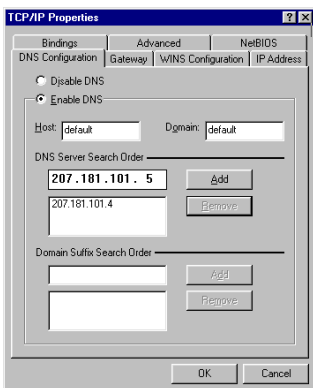 TCP/IP Properties
Bindings Advanced NetBIOS
DNS Configuration Gateway WINS Configuration IP Address
Disable DNS
Enable DNS
Host: default Domain: default
DNS Server Search Order
207.181.101. 5 Add
207.181.101.4 Remove
Domain Suffix Search Order
Add
Remove
OK Cancel